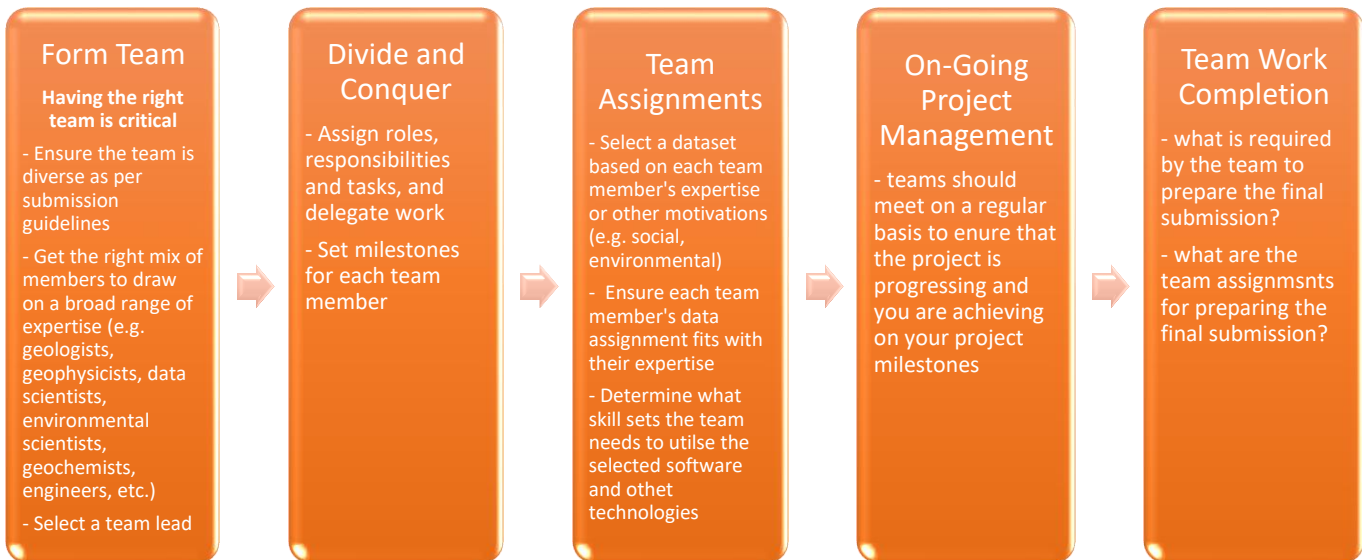 Form Team
Having the right
team is critical
- Ensure the team is
diverse as per
submission
guidelines
- Get the right mix of
members to draw
on a broad range of
expertise (e.g.
geologists,
geophysicists, data
scientists,
environmental
scientists,
geochemists,
engineers, etc.)
- Select a team lead
Divide and
Conquer
- Assign roles,
responsibilities
and tasks, and
delegate work
- Set milestones
for each team
member
Team
Assignments
- Select a dataset
based on each team
member's expertise
or other motivations
(e.g. social,
environmental)
- Ensure each team
member's data
assignment fits with
their expertise
- Determine what
skill sets the team
needs to utilse the
selected software
and othet
technologies
On-Going
Project
Management
- teams should
meet on a regular
basis to enure that
the project is
progressing and
you are achieving
on your project
milestones
Team Work
Completion
- what is required
by the team to
prepare the final
submission?
- what are the
team assignmsnts
for preparing the
final submission?